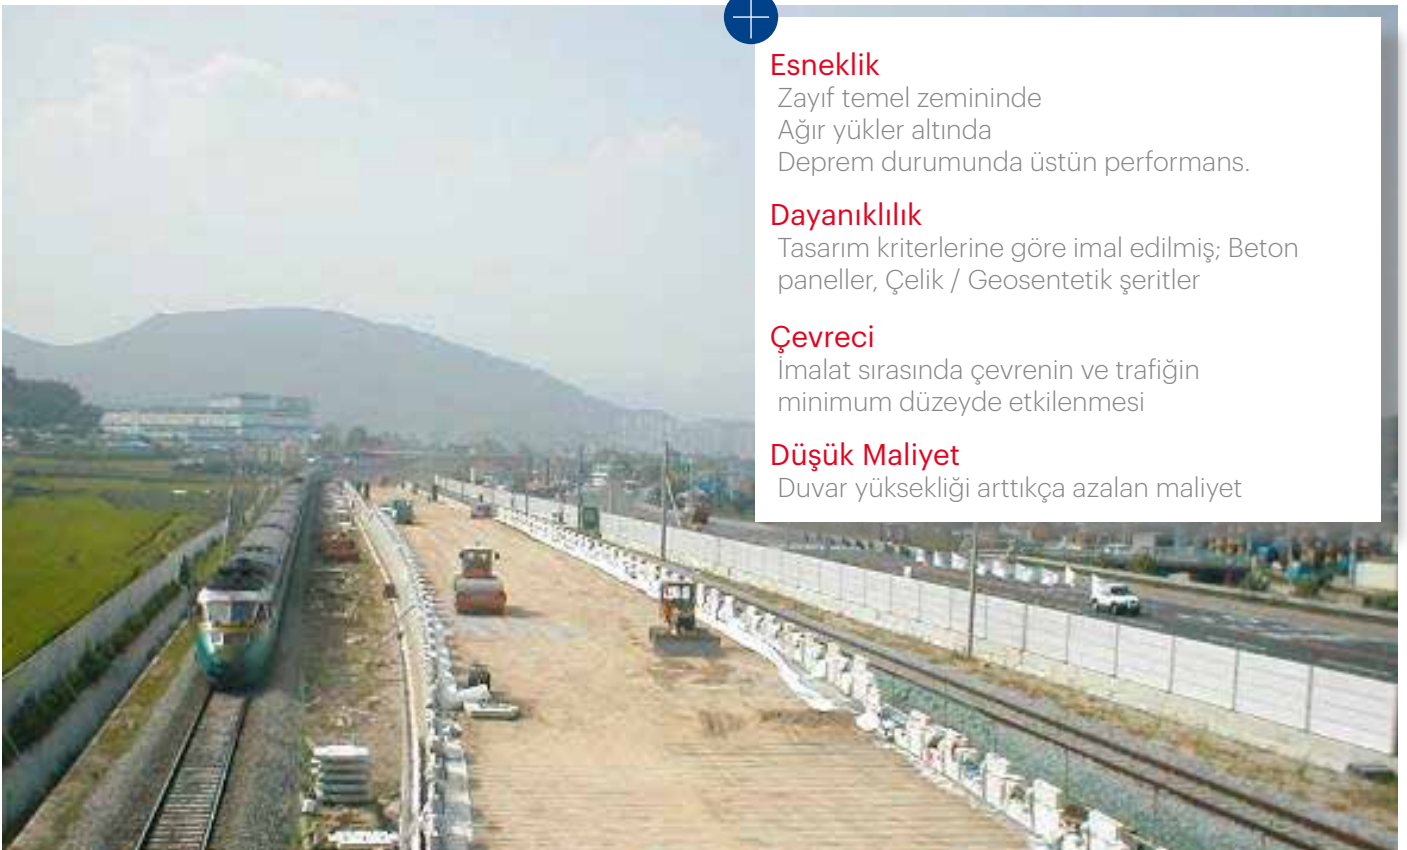 Esneklik
Zayıf temel zemininde
Ağır yükler altında
Deprem durumunda üstün performans.
Dayanıklılık
Tasarım kriterlerine göre imal edilmiş; Beton
paneller, Çelik / Geosentetik şeritler
Çevreci
İmalat sırasında çevrenin ve trafiğin
minimum düzeyde etkilenmesi
Düşük Maliyet
Duvar yüksekliği arttıkça azalan maliyet